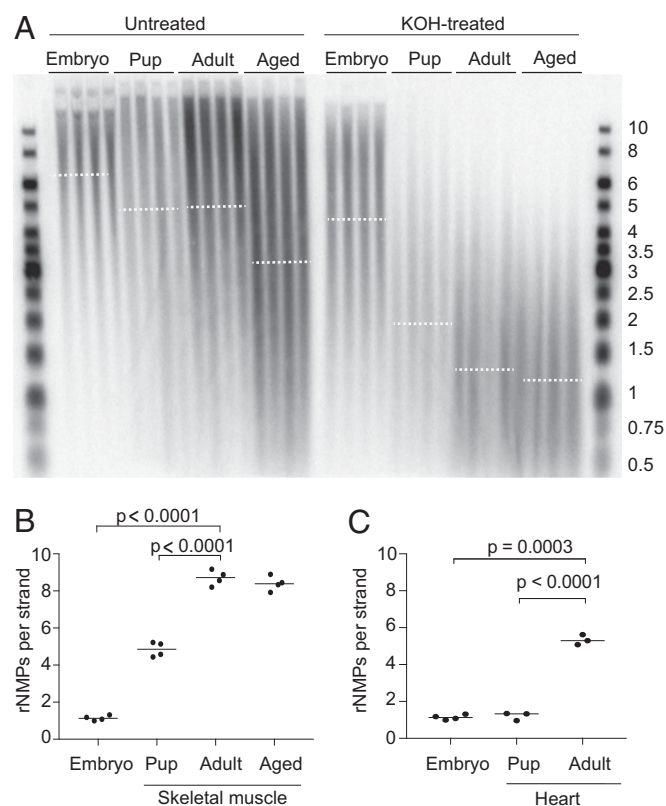 A
Untreated KOH-treated
Embryo Pup Adult Aged Embryo Pup Adult Aged
10
8
6
5
4
3.5
3
2.5
2
1.5
1
0.75
0.5
B
p< 0.0001
p< 0.0001
rNMPs per strand
10
8
6
4
2
0
Embryo Pup Adult Aged
Skeletal muscle
C
p = 0.0003
p < 0.0001
rNMPs per strand
10
8
6
4
2
0
Embryo Pup Adult
Heart